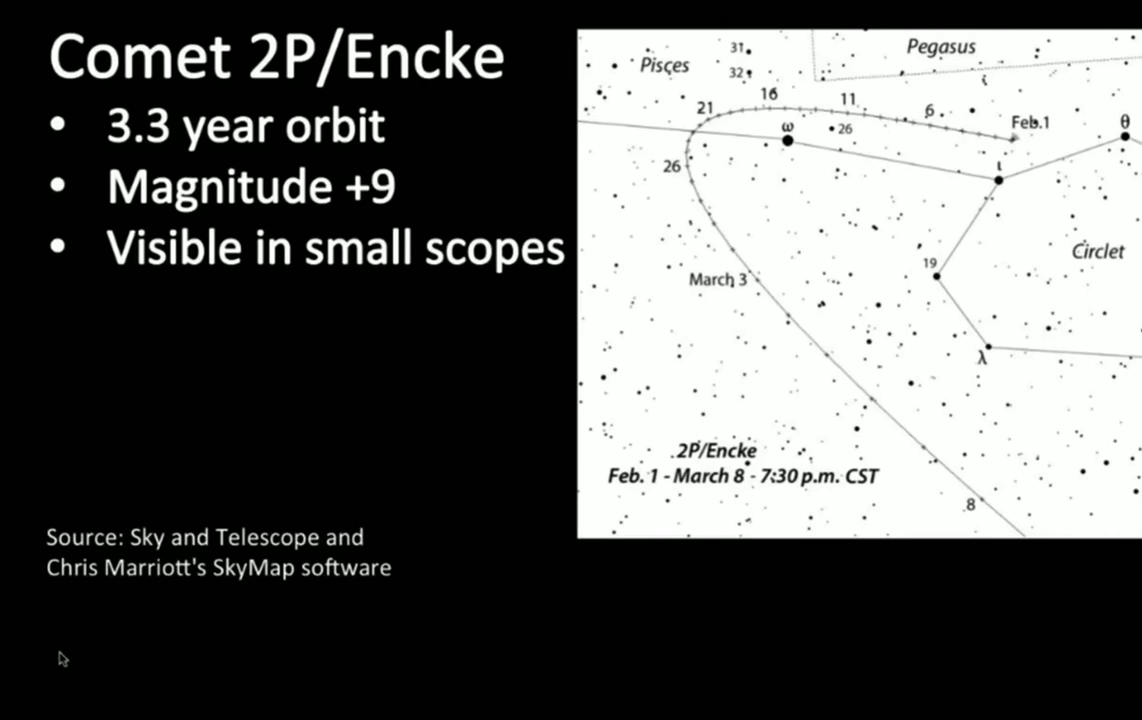 Comet 2P/Encke
• 3.3 year orbit
• Magnitude +9
• Visible in small scopes
Source: Sky and Telescope and
Chris Marriott's SkyMap software
Pegasus
Pisces
31
32
16
11
21
6
Feb.1
θ
ω
26
ι
26
Circlet
19
March 3
λ
2P/Encke
Feb. 1 - March 8 - 7:30 p.m. CST
8